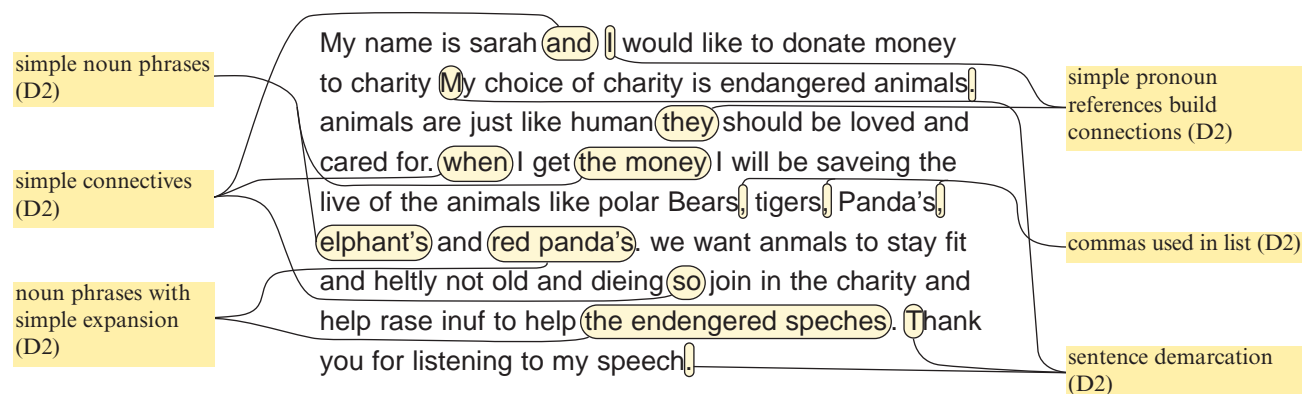 simple noun phrases
(D2)
simple connectives
(D2)
noun phrases with
simple expansion
(D2)
My name is sarah and I would like to donate money
to charity My choice of charity is endangered animals.
animals are just like human they should be loved and
cared for. when I get the money I will be saveing the
live of the animals like polar Bears, tigers, Panda's,
elphant's and red panda's. we want anmals to stay fit
and heltly not old and dieing so join in the charity and
help rase inuf to help the endengered speches. Thank
you for listening to my speech.
simple pronoun
references build
connections (D2)
commas used in list (D2)
sentence demarcation
(D2)